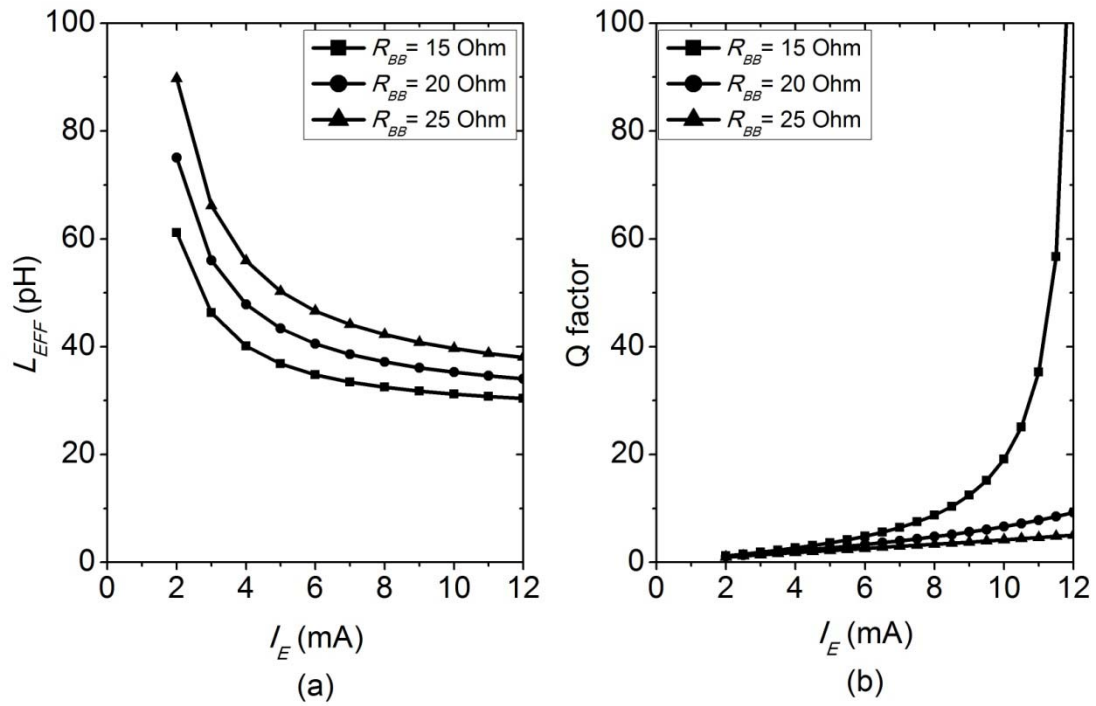 100
80
60
40
20
0
L_EFF (pH)
R_BB= 15 Ohm
R_BB= 20 Ohm
R_BB= 25 Ohm
0 2 4 6 8 10 12
I_E (mA)
(a)
100
80
60
40
20
0
Q factor
R_BB= 15 Ohm
R_BB= 20 Ohm
R_BB= 25 Ohm
0 2 4 6 8 10 12
I_E (mA)
(b)